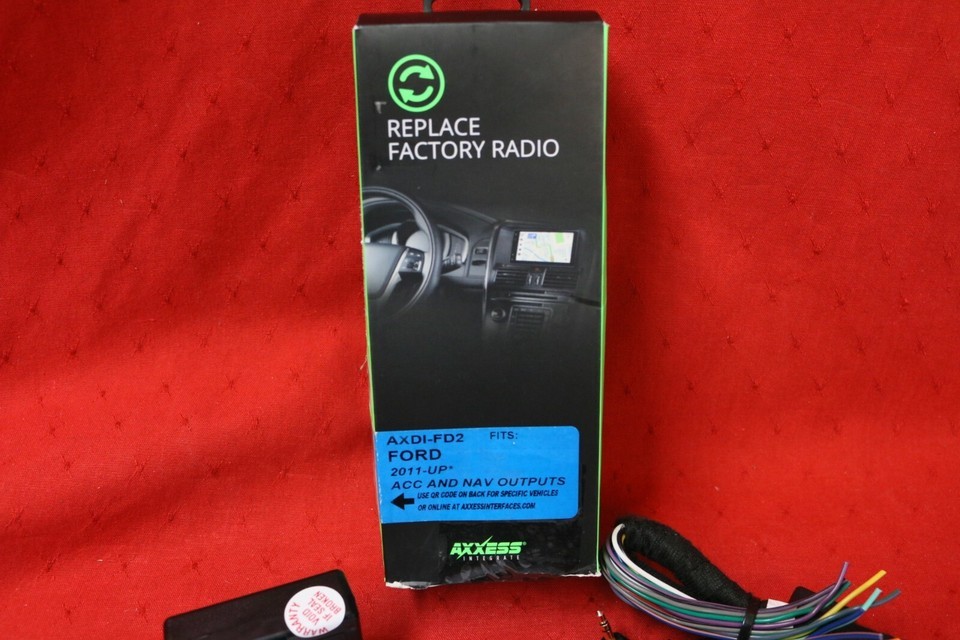 REPLACE
FACTORY RADIO
AXDI-FD2 FITS:
FORD
2011-UP*
ACC AND NAV OUTPUTS
USE QR CODE ON BACK FOR SPECIFIC VEHICLES
OR ONLINE AT AXXESSINTERFACES.COM
AXXESS®
INTEGRATE
WARRANTY
VOID
IF SEAL
BROKEN